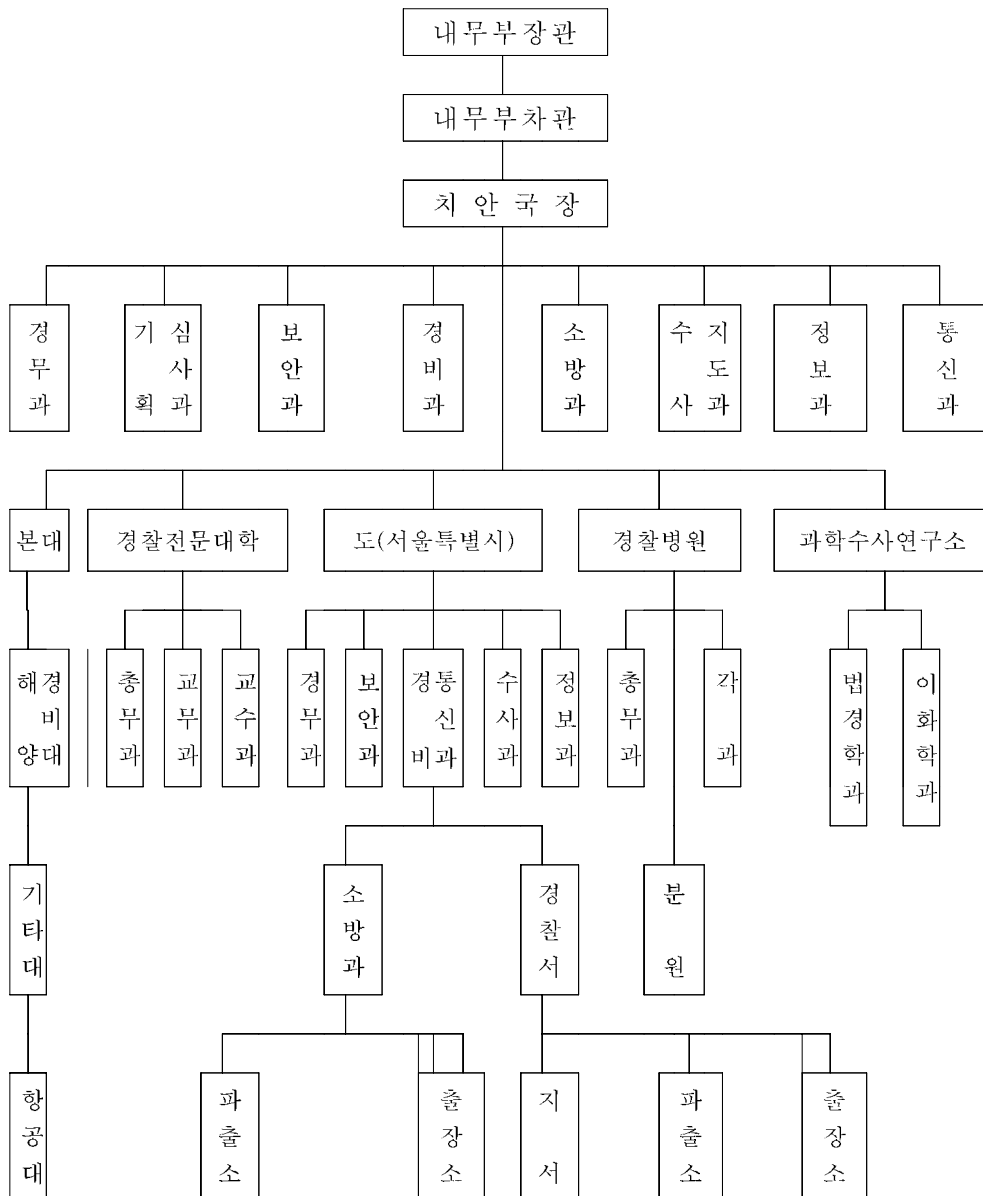 내무부장관
내무부차관
치안국장
경무과
기획심사과
보안과
경비과
소방과
수사지도과
정보과
통신과
본대
경찰전문대학
도(서울특별시)
경찰병원
과학수사연구소
해양경비대
총무과
교무과
교수과
경무과
보안과
경비통신과
수사과
정보과
총무과
각과
법경학과
이화학과
기타대
소방과
경찰서
분원
항공대
파출소
출장소
지서
파출소
출장소